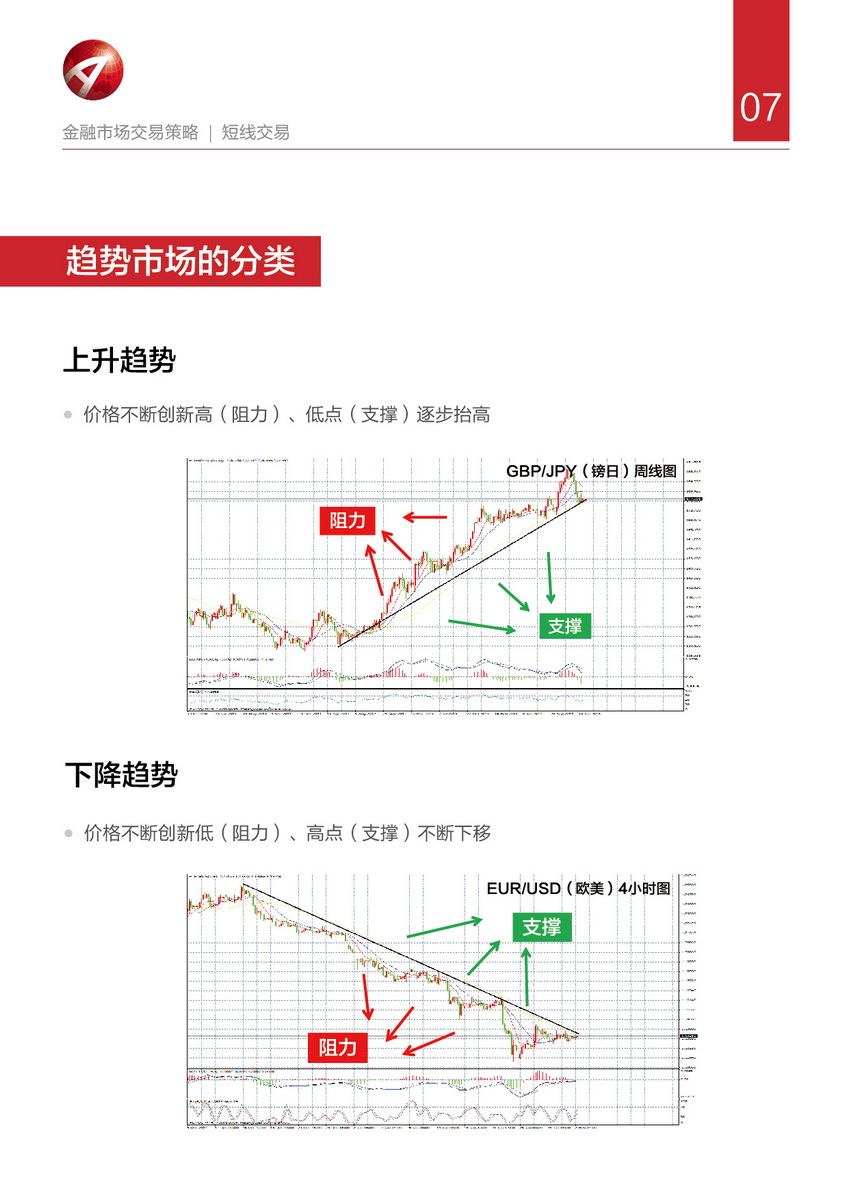 金融市场交易策略 | 短线交易
07
趋势市场的分类
上升趋势
价格不断创新高（阻力）、低点（支撑）逐步抬高
GBP/JPY（镑日）周线图
阻力
支撑
下降趋势
价格不断创新低（阻力）、高点（支撑）不断下移
EUR/USD（欧美）4小时图
支撑
阻力